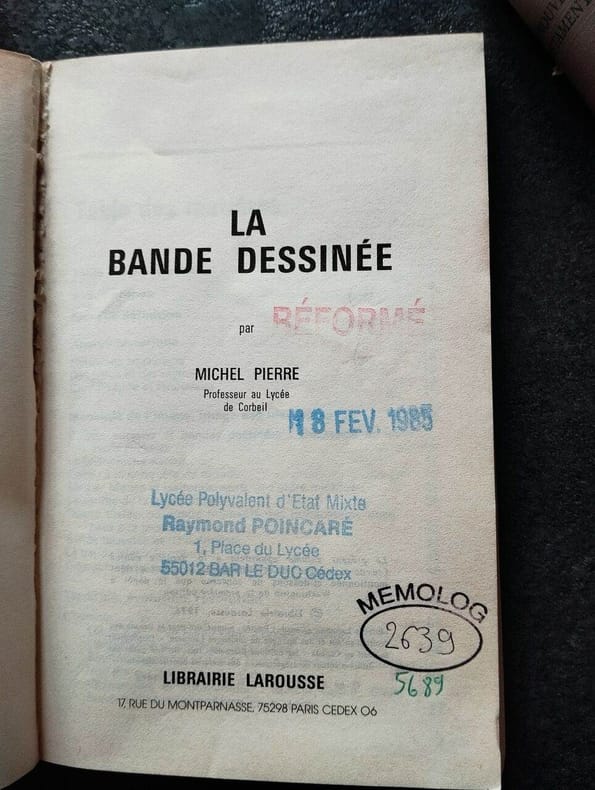 LA
BANDE DESSINÉE
par
RÉFORMÉ
MICHEL PIERRE
Professeur au Lycée
de Corbeil
18 FEV. 1985
Lycée Polyvalent d'Etat Mixte
Raymond POINCARÉ
1, Place du Lycée
55012 BAR LE DUC Cédex
MEMOLOG
2639
5689
LIBRAIRIE LAROUSSE
17, RUE DU MONTPARNASSE, 75298 PARIS CEDEX 06